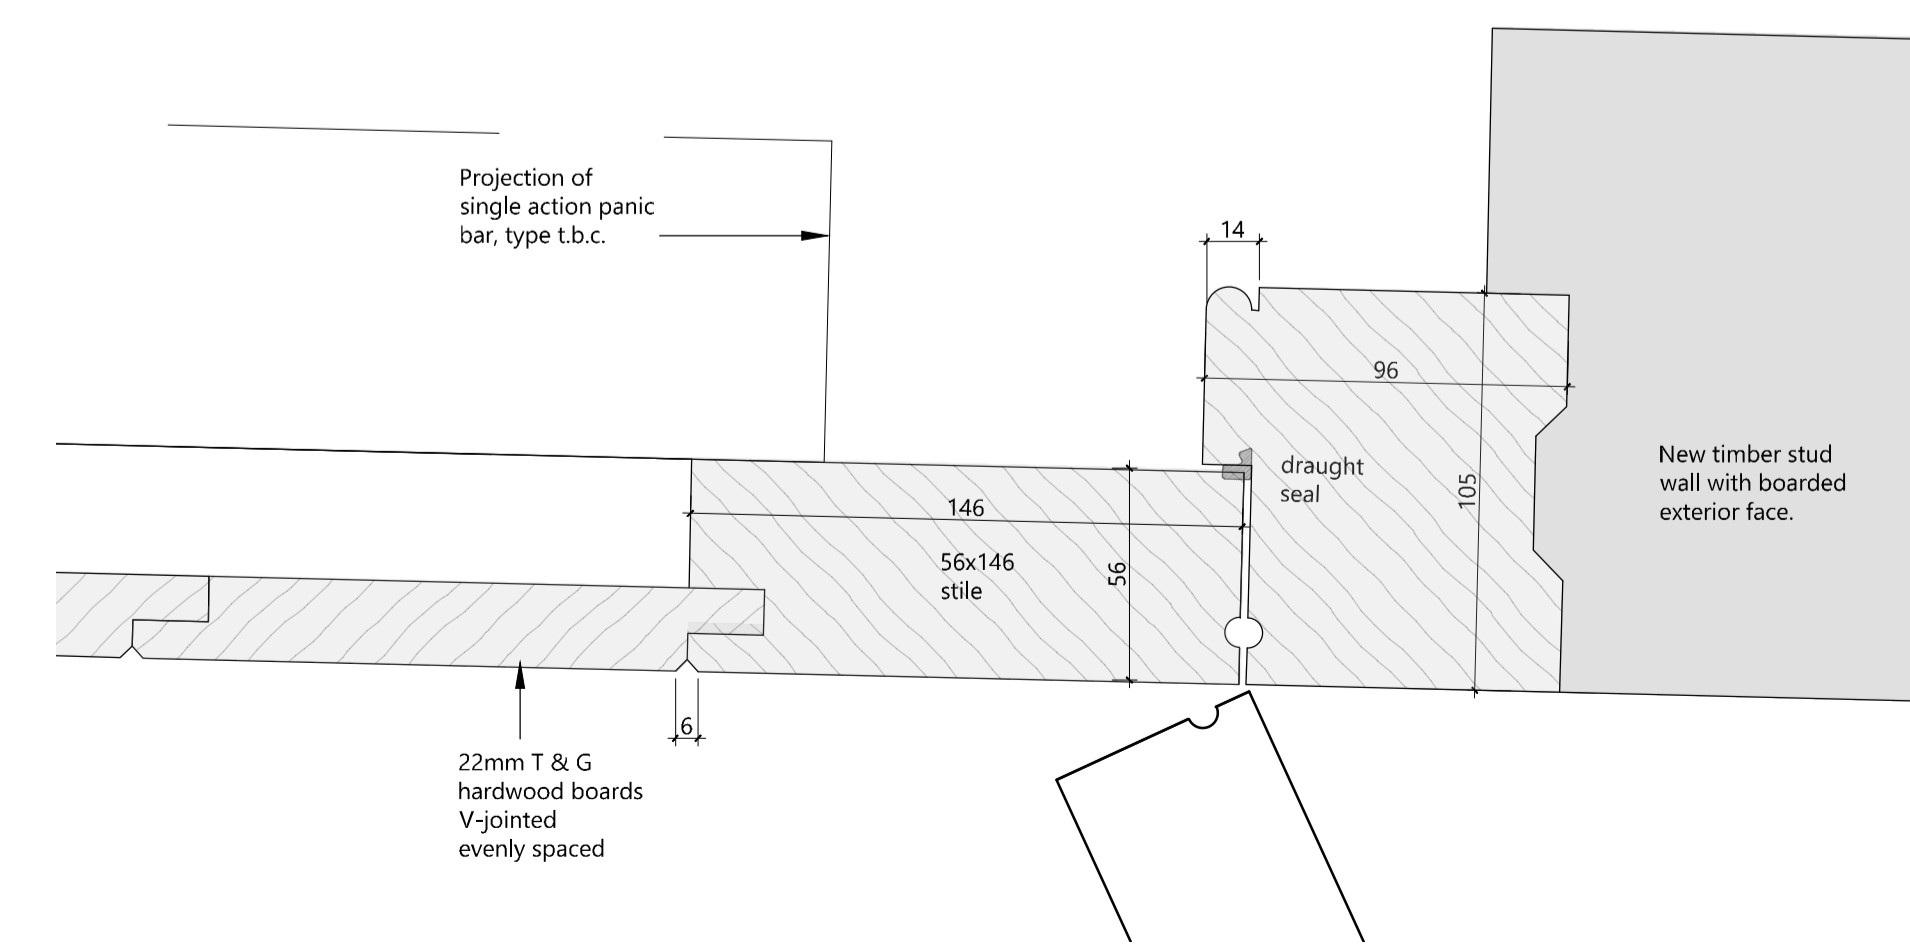 Projection of
single action panic
bar, type t.b.c.
14
96
draught
seal
105
New timber stud
wall with boarded
exterior face.
146
56x146
stile
56
6
22mm T & G
hardwood boards
V-jointed
evenly spaced